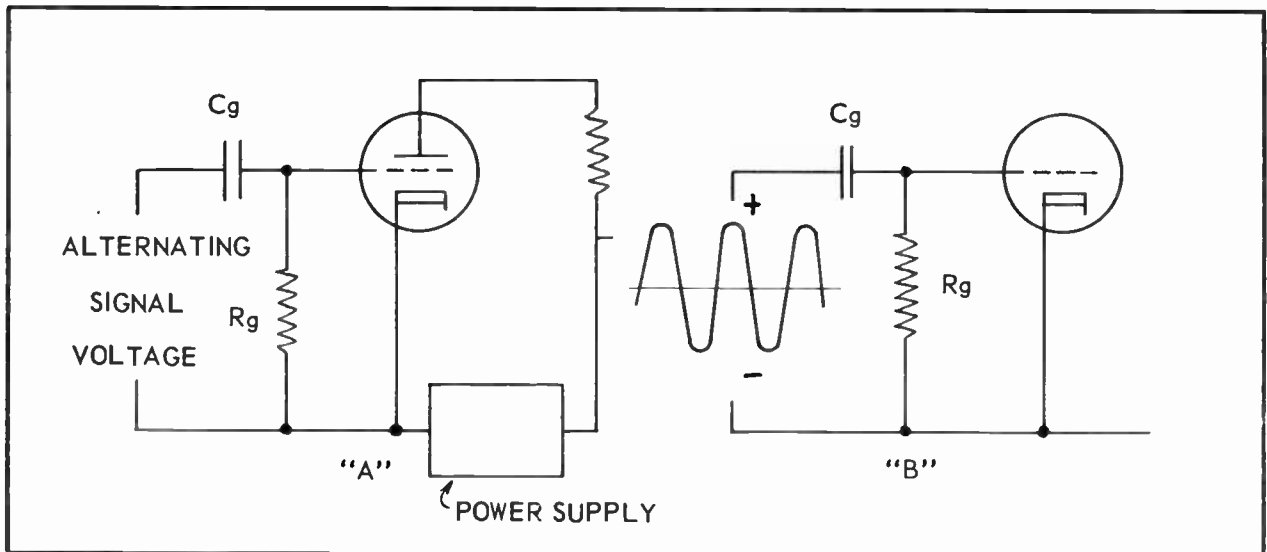 Cg
ALTERNATING
SIGNAL
VOLTAGE
Rg
"A"
POWER SUPPLY
Cg
+
-
Rg
"B"